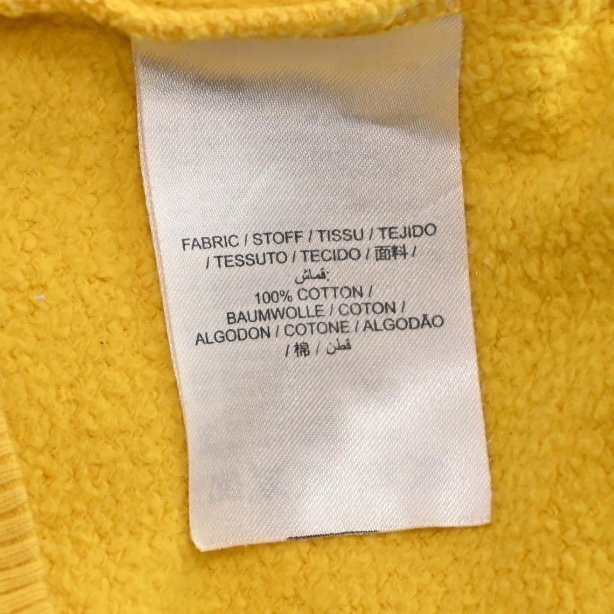 FABRIC / STOFF / TISSU / TEJIDO
/ TESSUTO / TECIDO / 面料 /
قماش:
100% COTTON /
BAUMWOLLE / COTON /
ALGODON / COTONE / ALGODÃO
/ 棉 / قطن